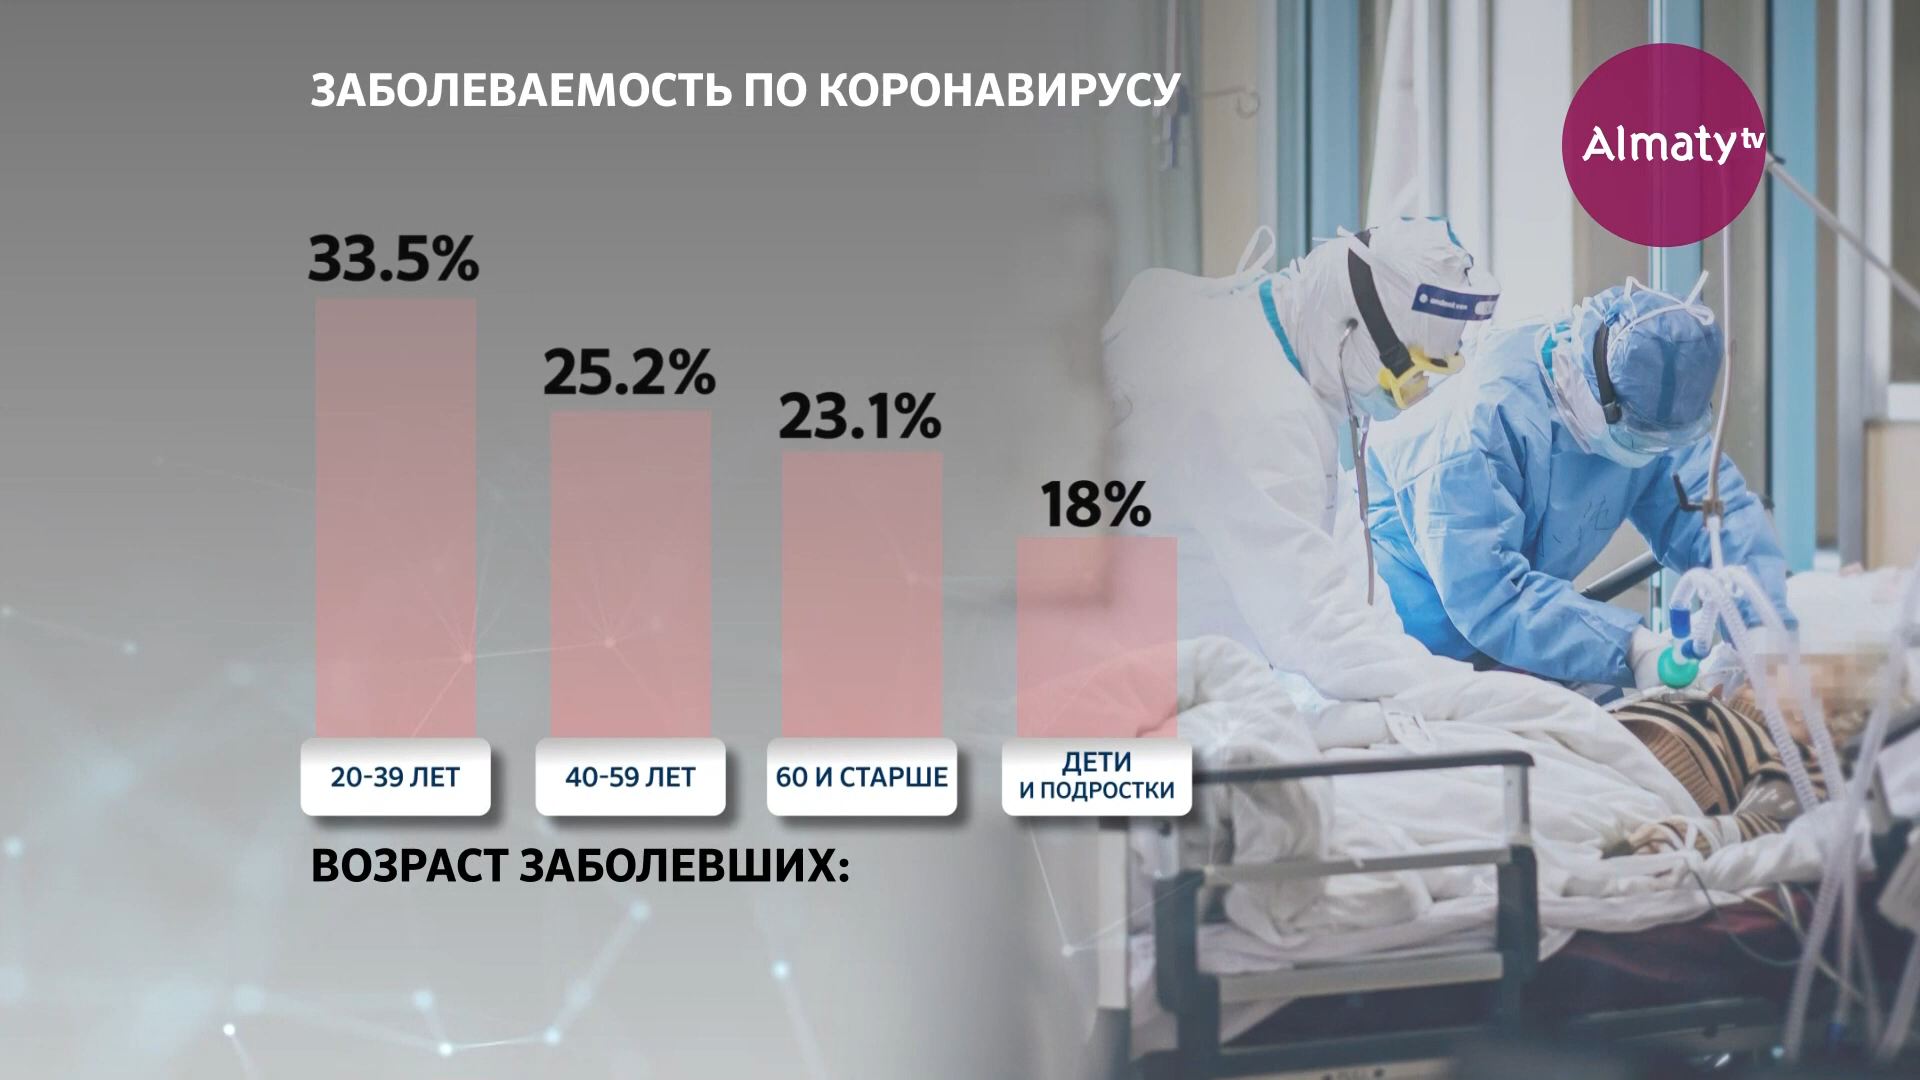 ЗАБОЛЕВАЕМОСТЬ ПО КОРОНАВИРУСУ
Almaty tv
33.5%
25.2%
23.1%
18%
20-39 ЛЕТ
40-59 ЛЕТ
60 И СТАРШЕ
ДЕТИ
И ПОДРОСТКИ
ВОЗРАСТ ЗАБОЛЕВШИХ: